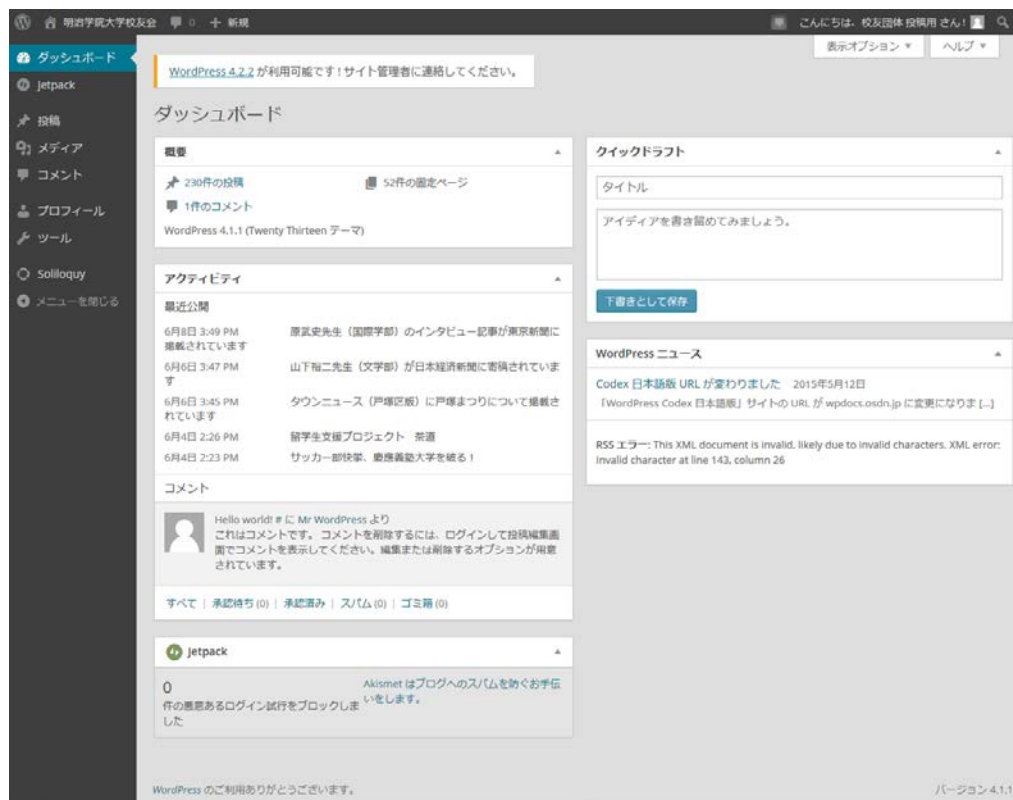 明治学院大学校友会 0 + 新規
こんにちは、校友団体 投稿用 さん!
ダッシュボード
Jetpack
投稿
メディア
コメント
プロフィール
ツール
Soliloquy
メニューを閉じる
表示オプション ▼ ヘルプ ▼
WordPress 4.2.2 が利用可能です ! サイト管理者に連絡してください。
ダッシュボード
概要
230件の投稿 52件の固定ページ
1件のコメント
WordPress 4.1.1 (Twenty Thirteen テーマ)
アクティビティ
最近公開
6月8日 3:49 PM 原武史先生(国際学部)のインタビュー記事が東京新聞に
掲載されています
6月6日 3:47 PM 山下裕二先生(文学部)が日本経済新聞に寄稿されていま
す
6月6日 3:45 PM タウンニュース(戸塚区版)に戸塚まつりについて掲載さ
れています
6月4日 2:26 PM 留学生支援プロジェクト 茶道
6月4日 2:23 PM サッカー部快挙、慶應義塾大学を破る!
コメント
Hello world! # に Mr WordPress より
これはコメントです。 コメントを削除するには、ログインして投稿編集画
面でコメントを表示してください。編集または削除するオプションが用意
されています。
すべて | 承認待ち (0) | 承認済み | スパム (0) | ゴミ箱 (0)
Jetpack
0
件の悪意あるログイン試行をブロックしま
した
Akismet はブログへのスパムを防ぐお手伝
いをします。
クイックドラフト
タイトル
アイディアを書き留めてみましょう。
下書きとして保存
WordPress ニュース
Codex 日本語版 URL が変わりました 2015年5月12日
「WordPress Codex 日本語版」サイトの URL が wpdocs.osdn.jp に変更になりま [...]
RSS エラー: This XML document is invalid, likely due to invalid characters. XML error:
Invalid character at line 143, column 26
WordPress のご利用ありがとうございます。
バージョン 4.1.1